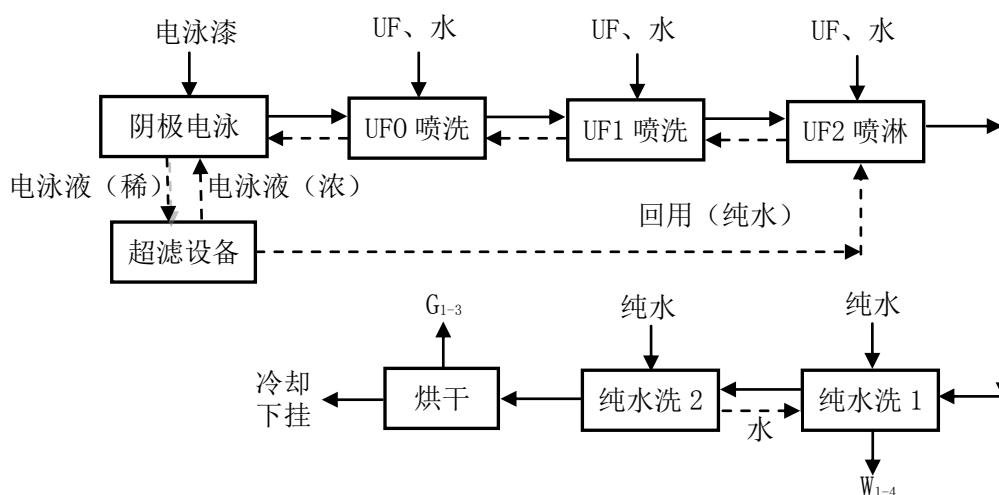 电泳漆
UF、水
UF、水
UF、水
阴极电泳
UF0 喷洗
UF1 喷洗
UF2 喷淋
电泳液（稀）
电泳液（浓）
回用（纯水）
超滤设备
G1-3
纯水
纯水
冷却
下挂
烘干
纯水洗 2
纯水洗 1
水
W1-4